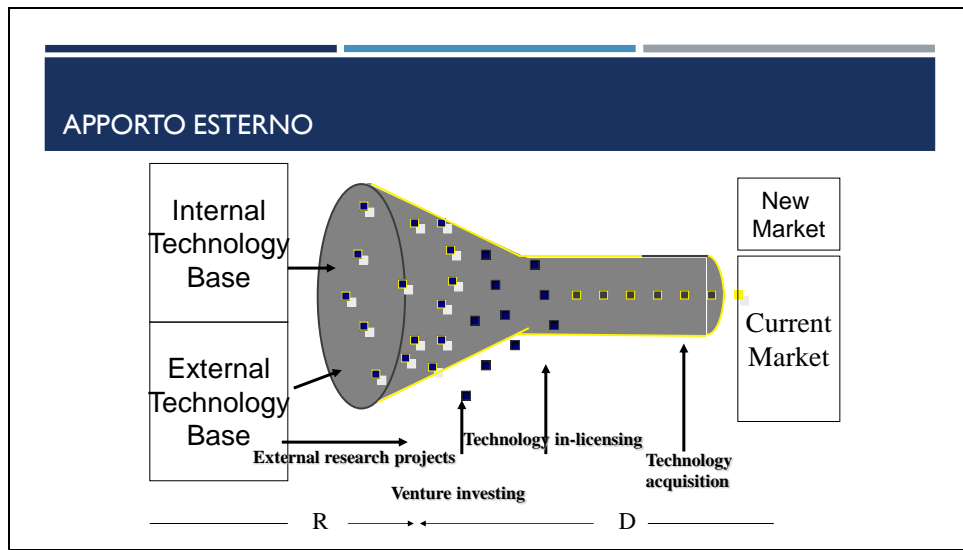 APPORTO ESTERNO
Internal
Technology
Base
External
Technology
Base
New
Market
Current
Market
External research projects
Technology in-licensing
Venture investing
Technology
acquisition
R
D